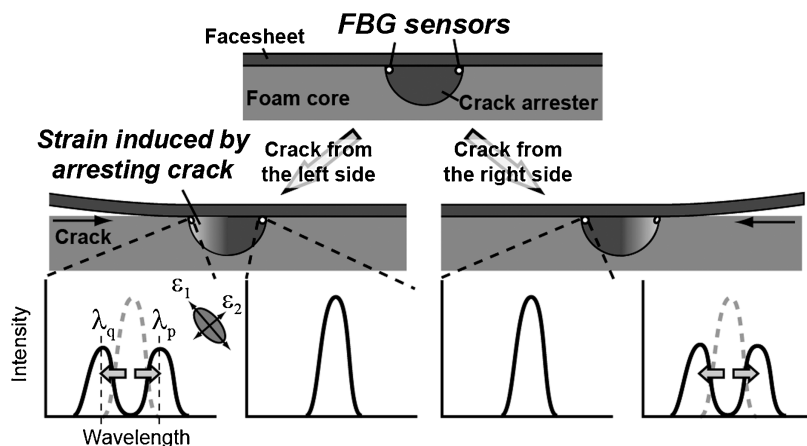 FBG sensors
Facesheet
Foam core
Crack arrester
Strain induced by
arresting crack
Crack from
the left side
Crack from
the right side
Crack
Intensity
λq
λp
ε1
ε2
Wavelength